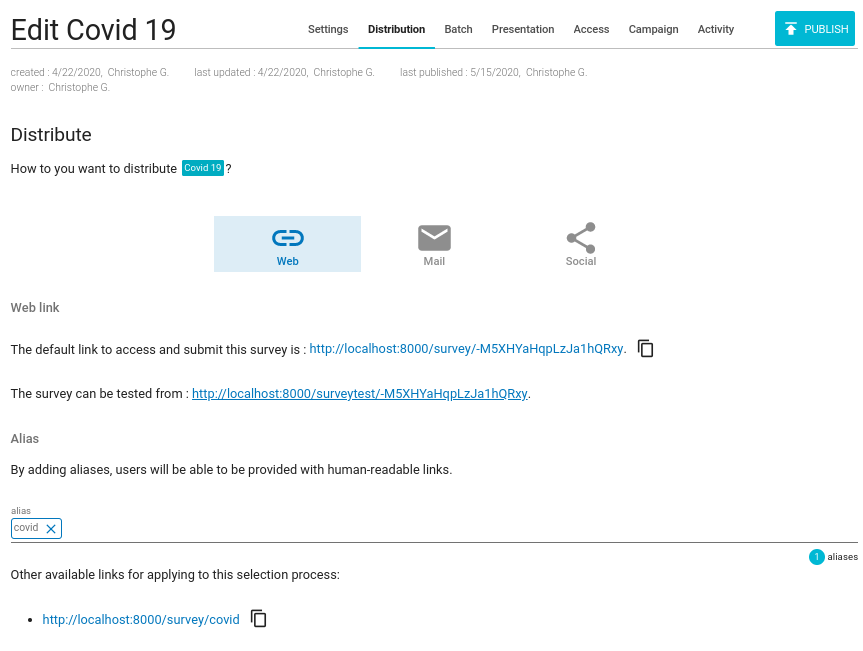 Edit Covid 19
Settings Distribution Batch Presentation Access Campaign Activity PUBLISH
created : 4/22/2020, Christophe G. last updated : 4/22/2020, Christophe G. last published : 5/15/2020, Christophe G.
owner : Christophe G.
Distribute
How to you want to distribute Covid 19 ?
Web Mail Social
Web link
The default link to access and submit this survey is : http://localhost:8000/survey/-M5XHYaHqpLzJa1hQRxy.
The survey can be tested from : http://localhost:8000/surveytest/-M5XHYaHqpLzJa1hQRxy.
Alias
By adding aliases, users will be able to be provided with human-readable links.
alias
covid
1 aliases
Other available links for applying to this selection process:
• http://localhost:8000/survey/covid